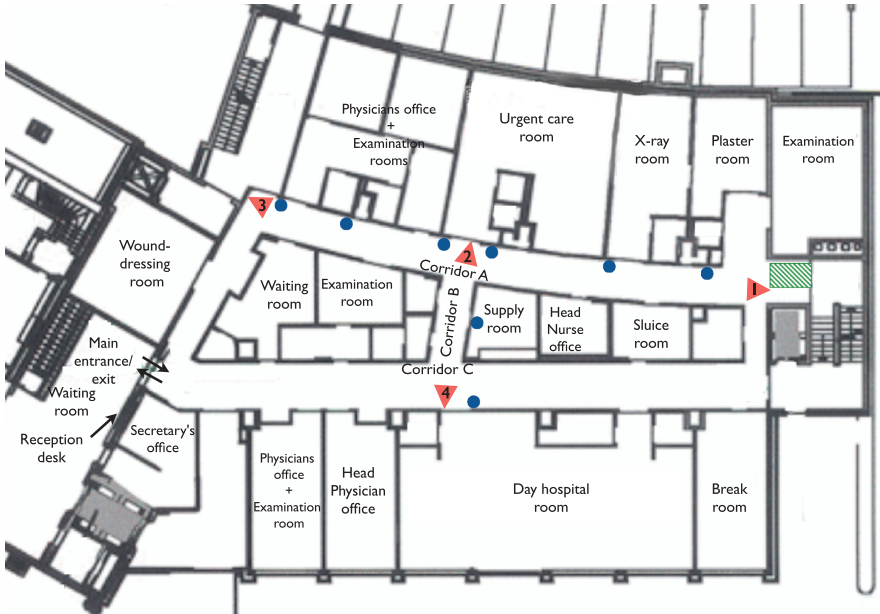 Physicians office
+
Examination
rooms
Urgent care
room
X-ray
room
Plaster
room
Examination
room
3
2
1
Wound-
dressing
room
Corridor A
Waiting
room
Examination
room
Corridor B
Supply
room
Head
Nurse
office
Sluice
room
Main
entrance/
exit
Corridor C
4
Waiting
room
Reception
desk
Secretary's
office
Physicians
office
+
Examination
room
Head
Physician
office
Day hospital
room
Break
room